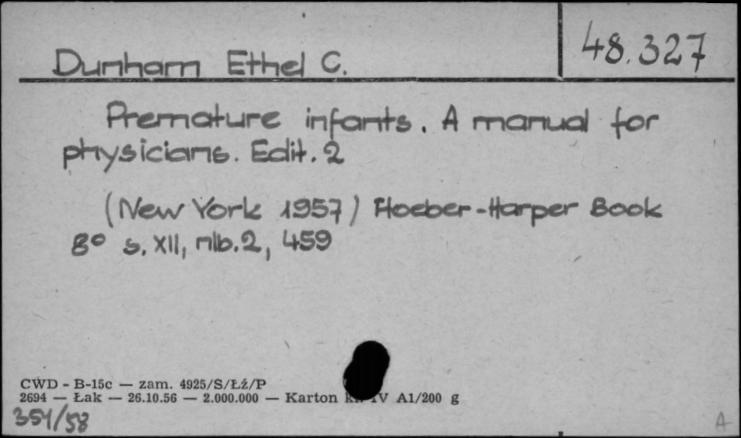 48.327
Dunham Ethel C.
Premature infants. A manual for
physicians. Edit. 2
(New York 1957) Hoeber-Harper Book
8° s. XII, nlb. 2, 459
CWD - B-15c — zam. 4925/S/Łź/P
2694 — Łak — 26.10.56 — 2.000.000 — Karton IV A1/200 g
351/58
A